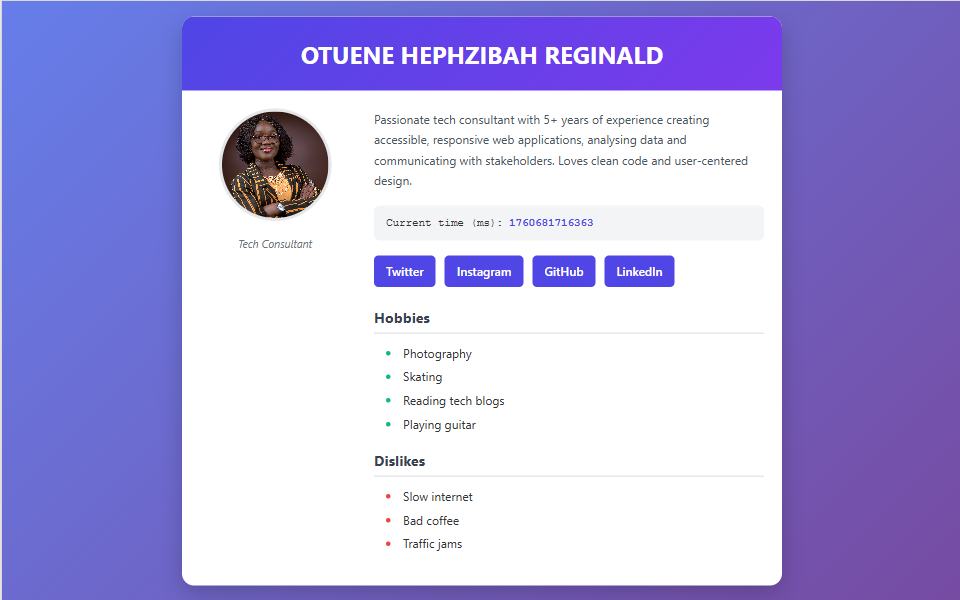 OTUENE HEPHZIBAH REGINALD
Tech Consultant
Passionate tech consultant with 5+ years of experience creating
accessible, responsive web applications, analysing data and
communicating with stakeholders. Loves clean code and user-centered
design.
Current time (ms): 1760681716363
Twitter Instagram GitHub LinkedIn
Hobbies
Photography
Skating
Reading tech blogs
Playing guitar
Dislikes
Slow internet
Bad coffee
Traffic jams